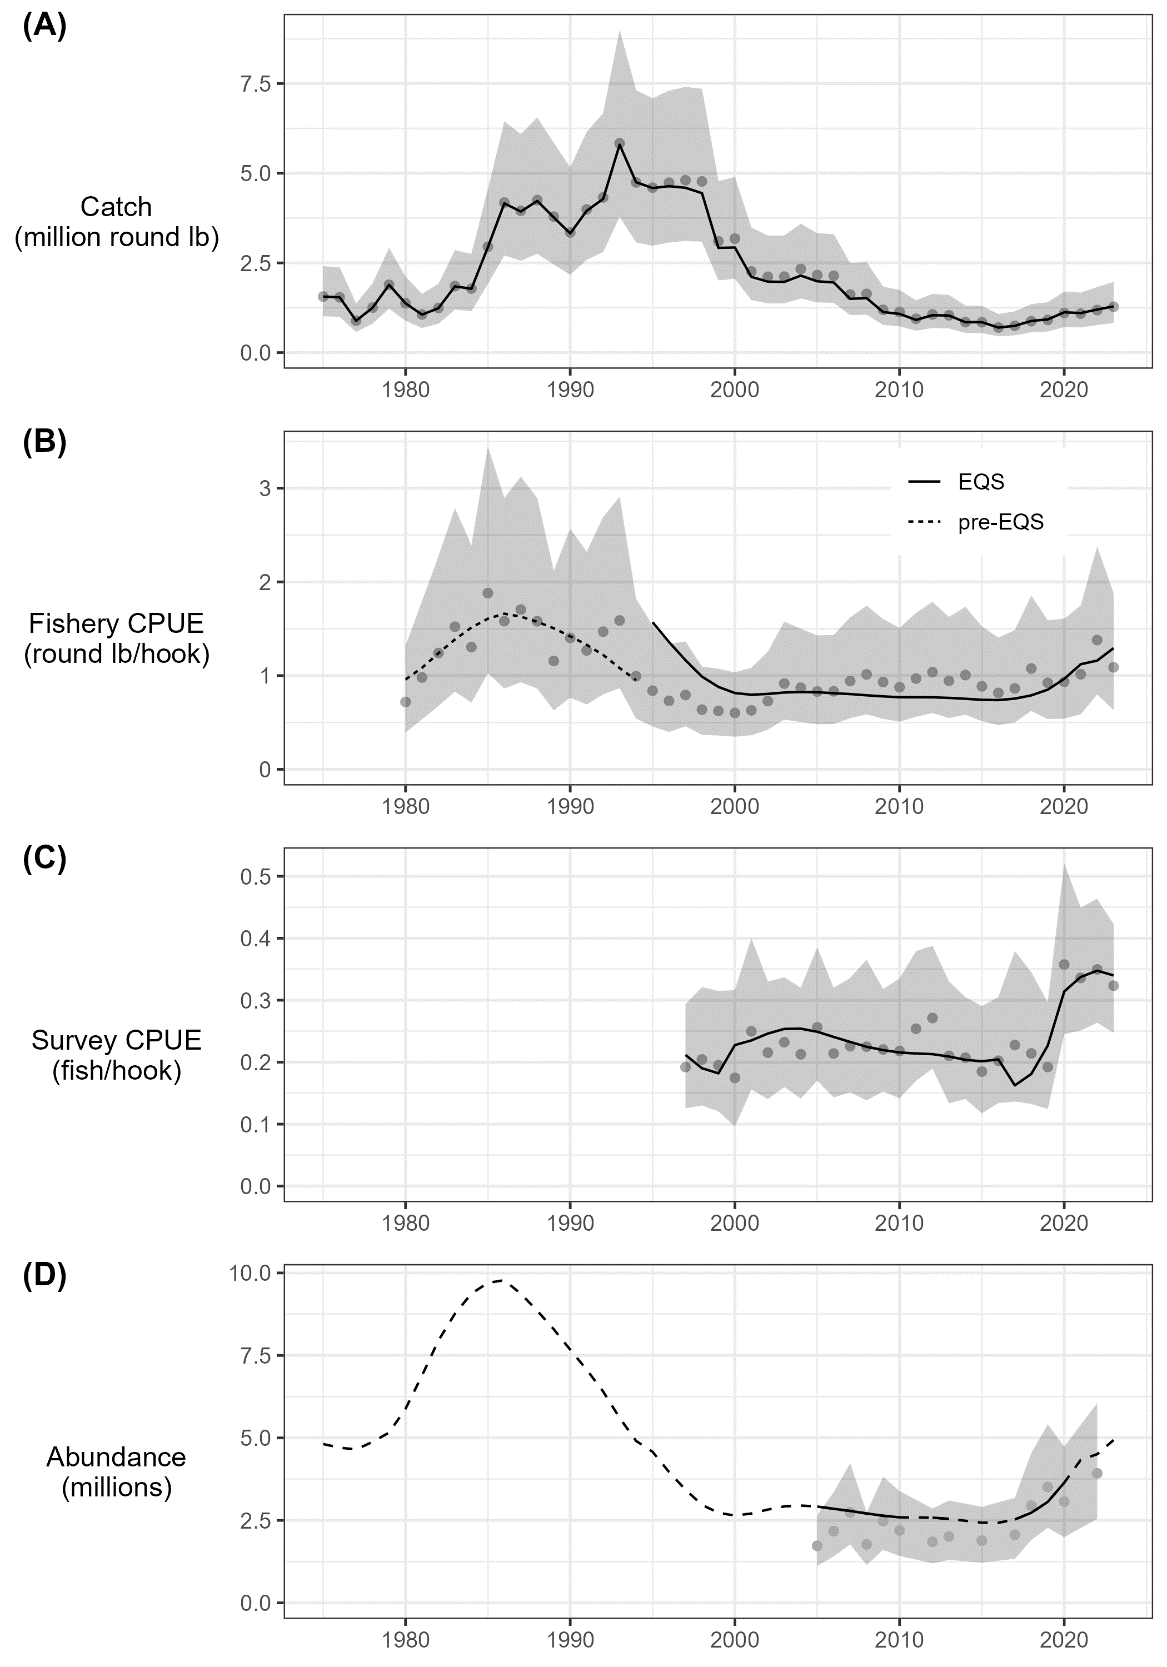 (A)
7.5
5.0
Catch
(million round lb)
2.5
0.0
1980 1990 2000 2010 2020
(B)
3
EQS
pre-EQS
2
Fishery CPUE
(round lb/hook)
1
0
1980 1990 2000 2010 2020
(C)
0.5
0.4
0.3
Survey CPUE
(fish/hook)
0.2
0.1
0.0
1980 1990 2000 2010 2020
(D)
10.0
7.5
5.0
Abundance
(millions)
2.5
0.0
1980 1990 2000 2010 2020